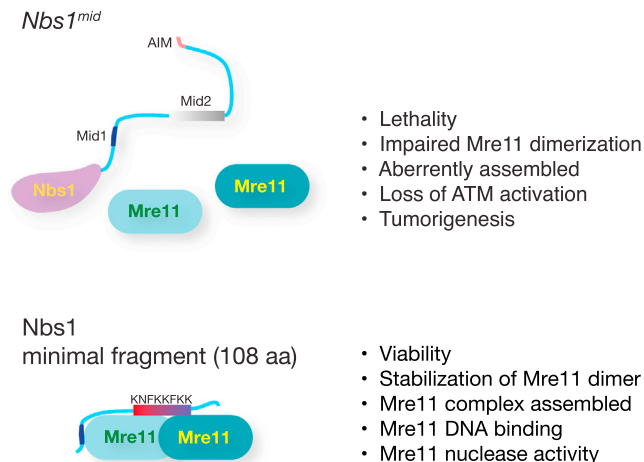 Nbs1mid
AIM
Mid2
Mid1
Nbs1
Mre11
Mre11
• Lethality
• Impaired Mre11 dimerization
• Aberrently assembled
• Loss of ATM activation
• Tumorigenesis
Nbs1
minimal fragment (108 aa)
KNFKKFKK
Mre11
Mre11
• Viability
• Stabilization of Mre11 dimer
• Mre11 complex assembled
• Mre11 DNA binding
• Mre11 nuclease activity